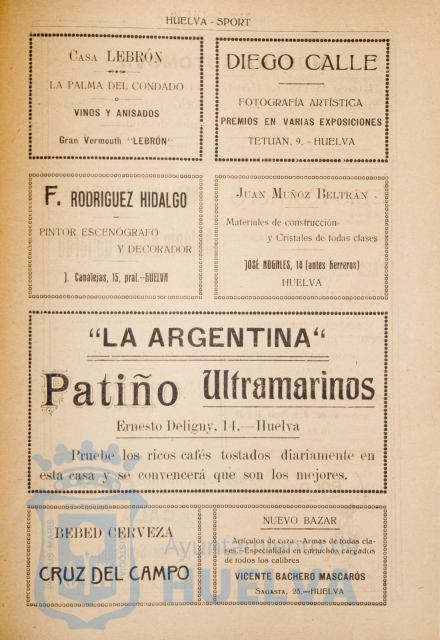 HUELVA - SPORT
Casa LEBRÓN
LA PALMA DEL CONDADO
VINOS Y ANISADOS
Gran Vermouth "LEBRÓN"
DIEGO CALLE
FOTOGRAFÍA ARTÍSTICA
PREMIOS EN VARIAS EXPOSICIONES
TETUAN, 9.-HUELVA
F. RODRIGUEZ HIDALGO
PINTOR ESCENÓGRAFO
Y DECORADOR
J. Canalejas, 15, pral.-HUELVA
JUAN MUÑOZ BELTRÁN
Materiales de construcción
y Cristales de todas clases
JOSÉ NOGALES, 14 (antes Herreros)
HUELVA
"LA ARGENTINA"
Patiño Ultramarinos
Ernesto Deligny, 14.—Huelva
Pruebe los ricos cafés tostados diariamente en
esta casa y se convencerá que son los mejores.
BEBED CERVEZA
CRUZ DEL CAMPO
NUEVO BAZAR
Artículos de caza.-Armas de todas cla-
ses.-Especialidad en cartuchos cargados
de todos los calibres
VICENTE BACHERO MASCARÓS
SAGASTA, 25.-HUELVA
HUELVA